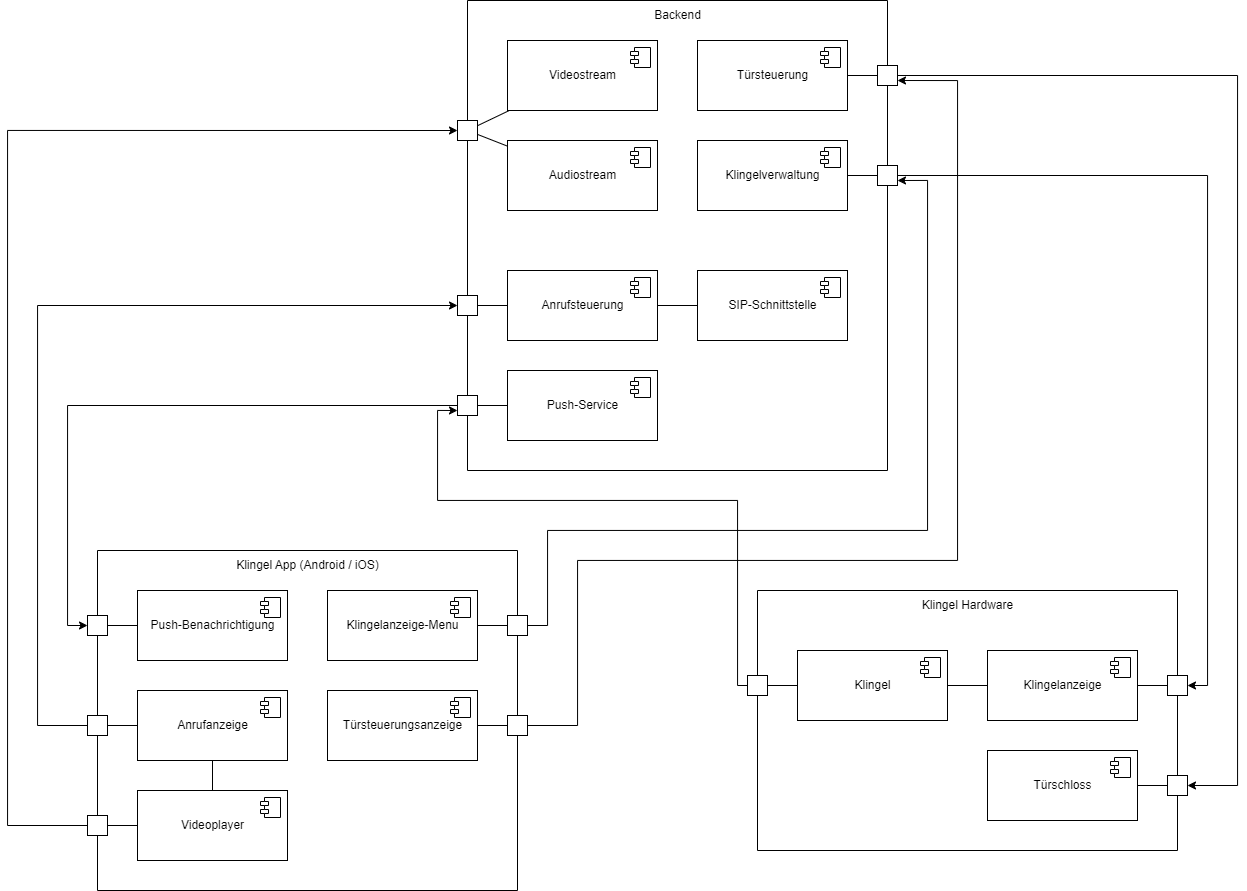 Backend
Videostream
Türsteuerung
Audiostream
Klingelverwaltung
Anrufsteuerung
SIP-Schnittstelle
Push-Service
Klingel App (Android / iOS)
Push-Benachrichtigung
Klingelanzeige-Menu
Anrufanzeige
Türsteuerungsanzeige
Videoplayer
Klingel Hardware
Klingel
Klingelanzeige
Türschloss